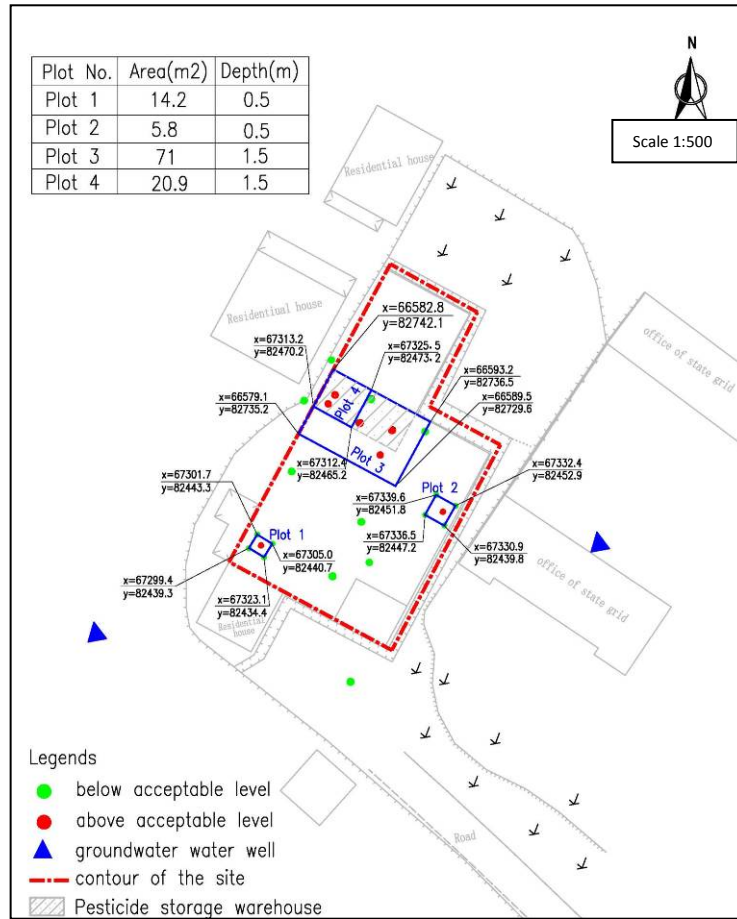 Plot No. Area(m2) Depth(m)
Plot 1 14.2 0.5
Plot 2 5.8 0.5
Plot 3 71 1.5
Plot 4 20.9 1.5
N
Scale 1:500
Residential house
Residentiual house
x=66582.8
y=82742.1
x=67313.2
y=82470.2
x=67325.5
y=82473.2
x=66593.2
y=82736.5
office of state grid
x=66579.1
y=82735.2
x=66589.5
y=82729.6
Plot 4
Plot 3
x=67312.4
y=82465.2
x=67332.4
y=82452.9
x=67301.7
y=82443.3
x=67339.6
y=82451.8
Plot 2
Plot 1
x=67336.5
y=82447.2
x=67305.0
y=82440.7
x=67330.9
y=82439.8
x=67299.4
y=82439.3
x=67323.1
y=82434.4
office of state grid
Residential
house
Legends
below acceptable level
above acceptable level
groundwater water well
contour of the site
Pesticide storage warehouse
Road